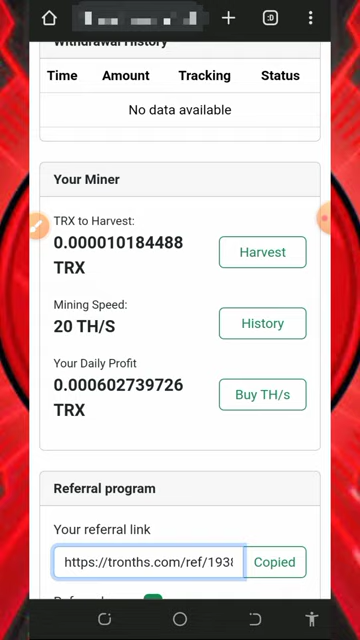 :D
Withdrawal History
Time Amount Tracking Status
No data available
Your Miner
TRX to Harvest:
0.000010184488
TRX
Harvest
Mining Speed:
20 TH/S
History
Your Daily Profit
0.000602739726
TRX
Buy TH/s
Referral program
Your referral link
https://tronths.com/ref/1938
Copied